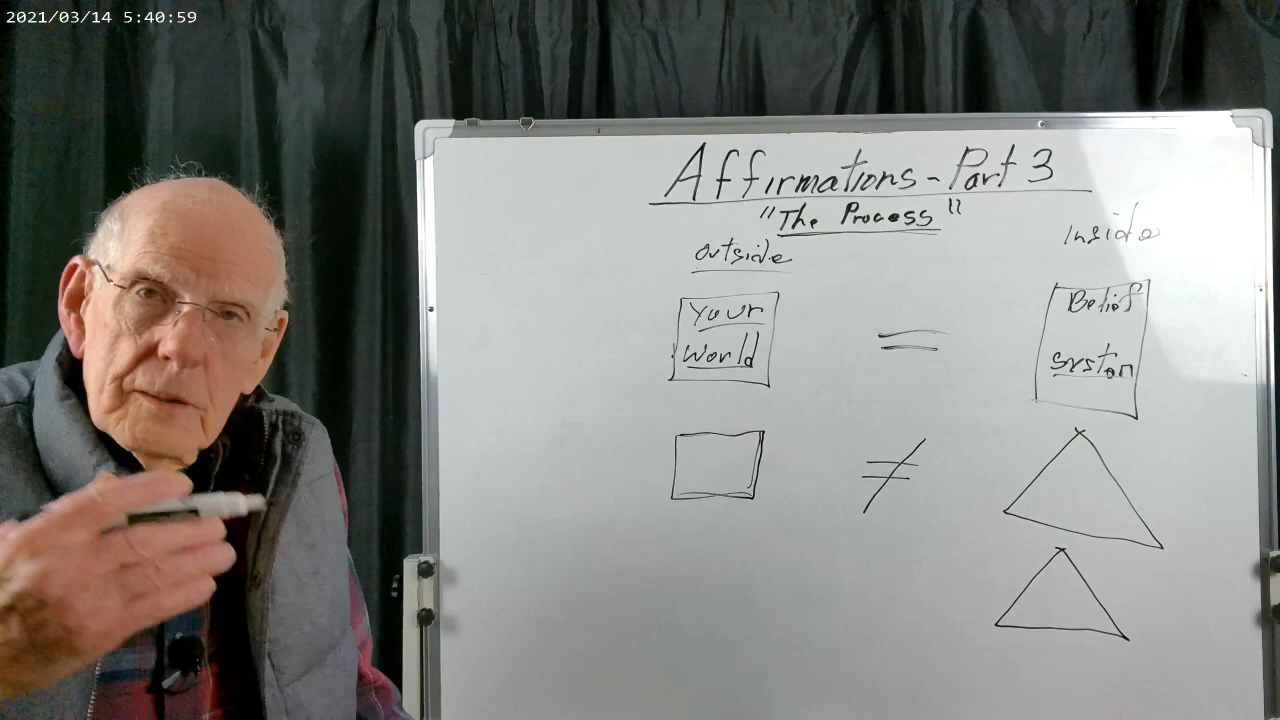 2021/03/14 5:40:59
Affirmations - Part 3
"The Process"
outside
Inside
Your
World
=
Belief
System
≠